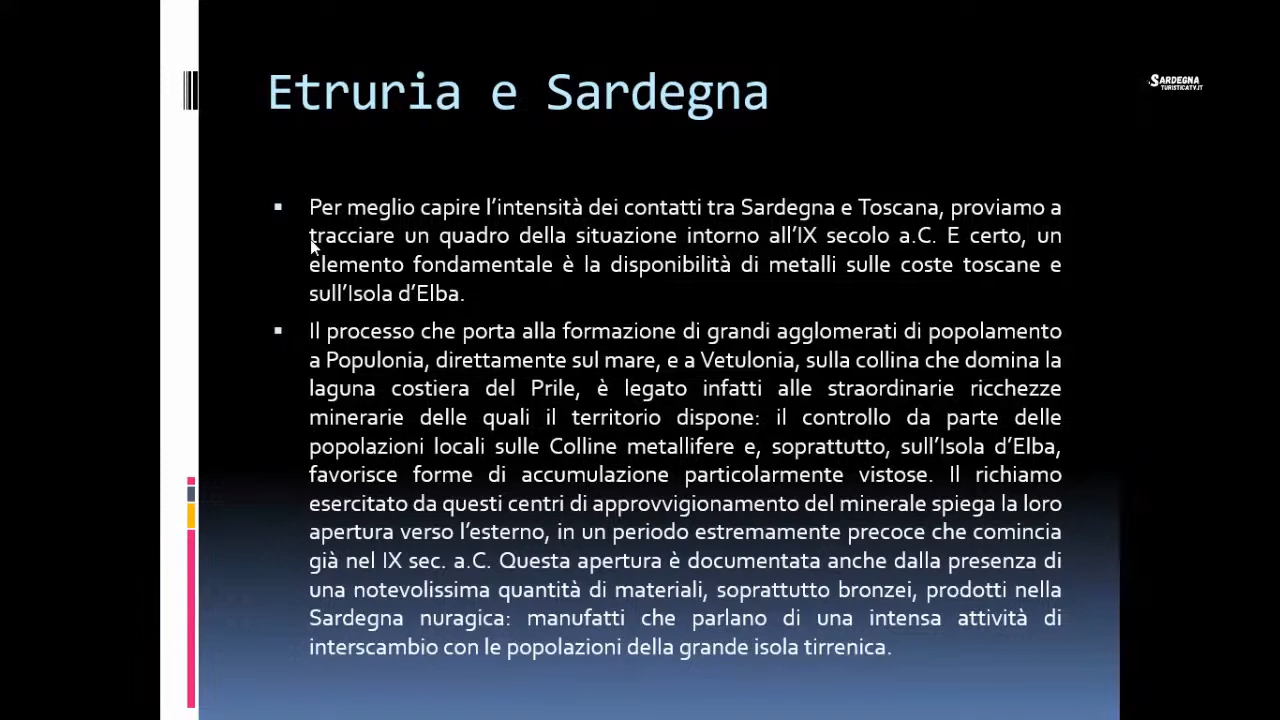 Etruria e Sardegna
SARDEGNA
TURISTICATV.IT
▪ Per meglio capire l'intensità dei contatti tra Sardegna e Toscana, proviamo a
tracciare un quadro della situazione intorno all'IX secolo a.C. E certo, un
elemento fondamentale è la disponibilità di metalli sulle coste toscane e
sull'Isola d'Elba.
▪ Il processo che porta alla formazione di grandi agglomerati di popolamento
a Populonia, direttamente sul mare, e a Vetulonia, sulla collina che domina la
laguna costiera del Prile, è legato infatti alle straordinarie ricchezze
minerarie delle quali il territorio dispone: il controllo da parte delle
popolazioni locali sulle Colline metallifere e, soprattutto, sull'Isola d'Elba,
favorisce forme di accumulazione particolarmente vistose. Il richiamo
esercitato da questi centri di approvvigionamento del minerale spiega la loro
apertura verso l'esterno, in un periodo estremamente precoce che comincia
già nel IX sec. a.C. Questa apertura è documentata anche dalla presenza di
una notevolissima quantità di materiali, soprattutto bronzei, prodotti nella
Sardegna nuragica: manufatti che parlano di una intensa attività di
interscambio con le popolazioni della grande isola tirrenica.